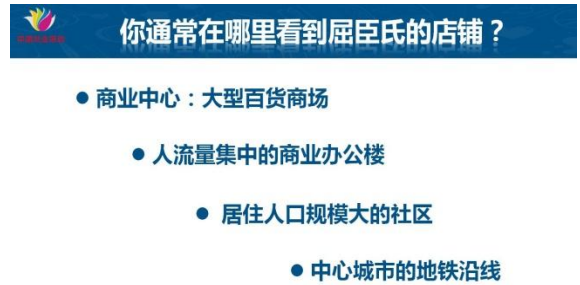 你通常在哪里看到屈臣氏的店铺？
●商业中心：大型百货商场
●人流量集中的商业办公楼
●居住人口规模大的社区
●中心城市的地铁沿线